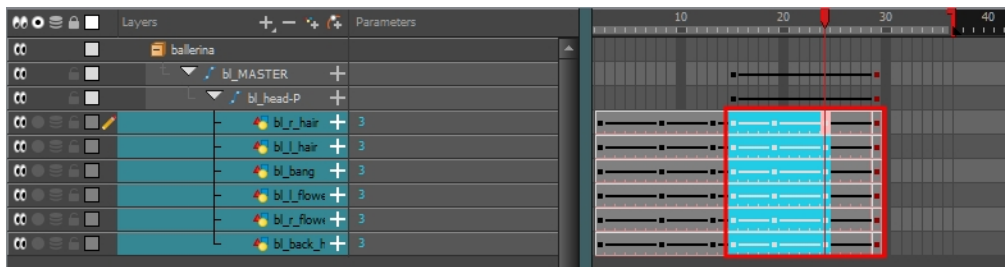 Layers Parameters 10 20 30 40
ballerina
bl_MASTER
bl_head-P
bl_r_hair 3
bl_l_hair 3
bl_bang 3
bl_l_flowe 3
bl_r_flowe 3
bl_back_h 3